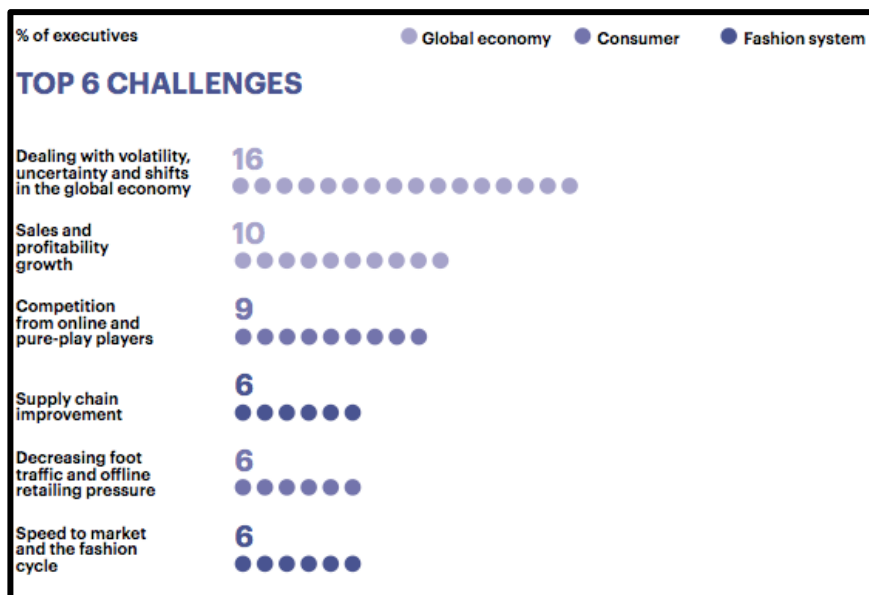 % of executives
Global economy
Consumer
Fashion system
TOP 6 CHALLENGES
Dealing with volatility,
uncertainty and shifts
in the global economy
16
Sales and
profitability
growth
10
Competition
from online and
pure-play players
9
Supply chain
improvement
6
Decreasing foot
traffic and offline
retailing pressure
6
Speed to market
and the fashion
cycle
6